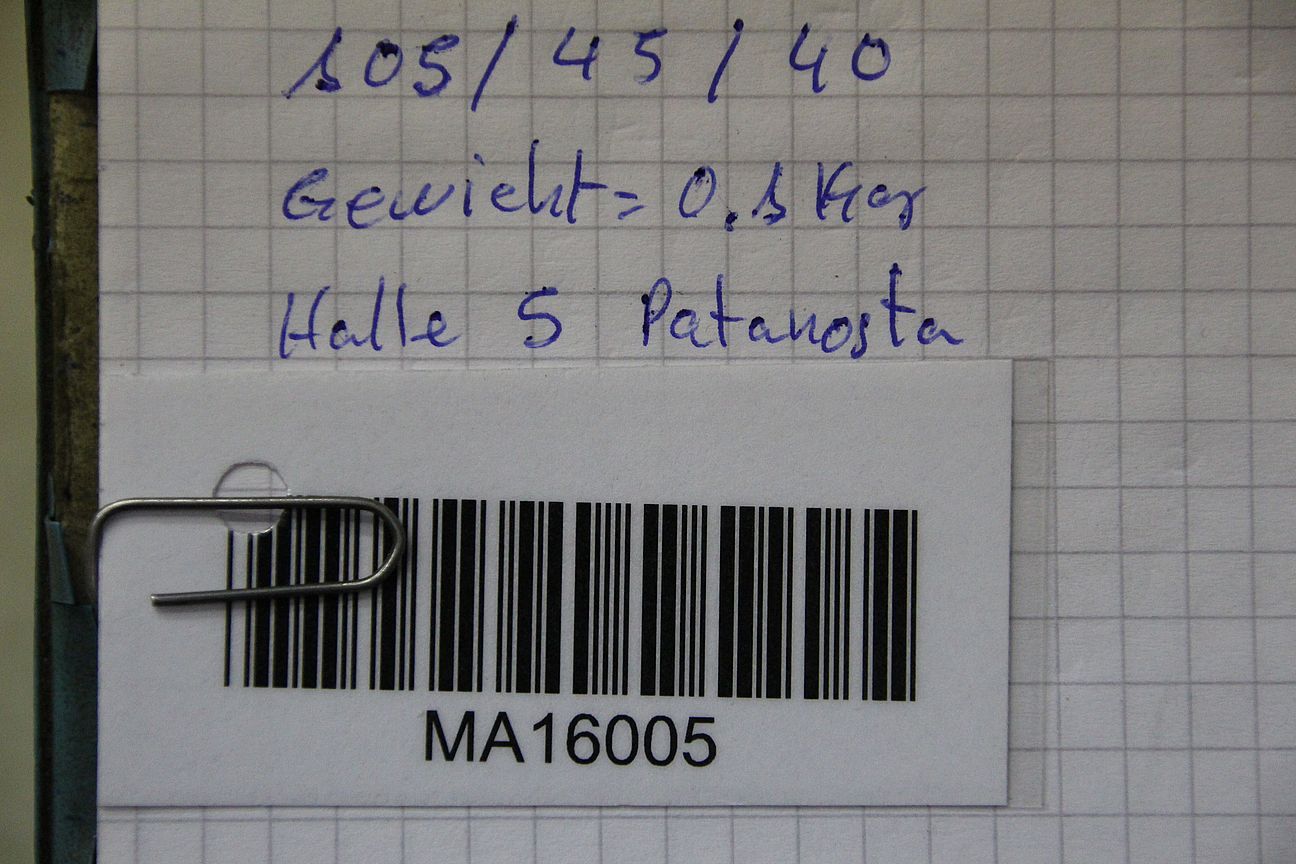 105/45/40
Gewicht = 0.1 Kg
Halle 5 Patanosta
MA16005